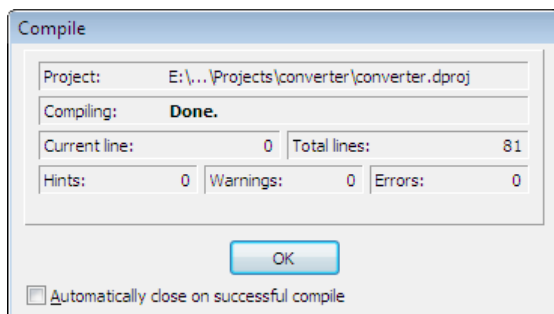 Compile
Project: E:\...\Projects\converter\converter.dproj
Compiling: Done.
Current line: 0 Total lines: 81
Hints: 0 Warnings: 0 Errors: 0
OK
Automatically close on successful compile